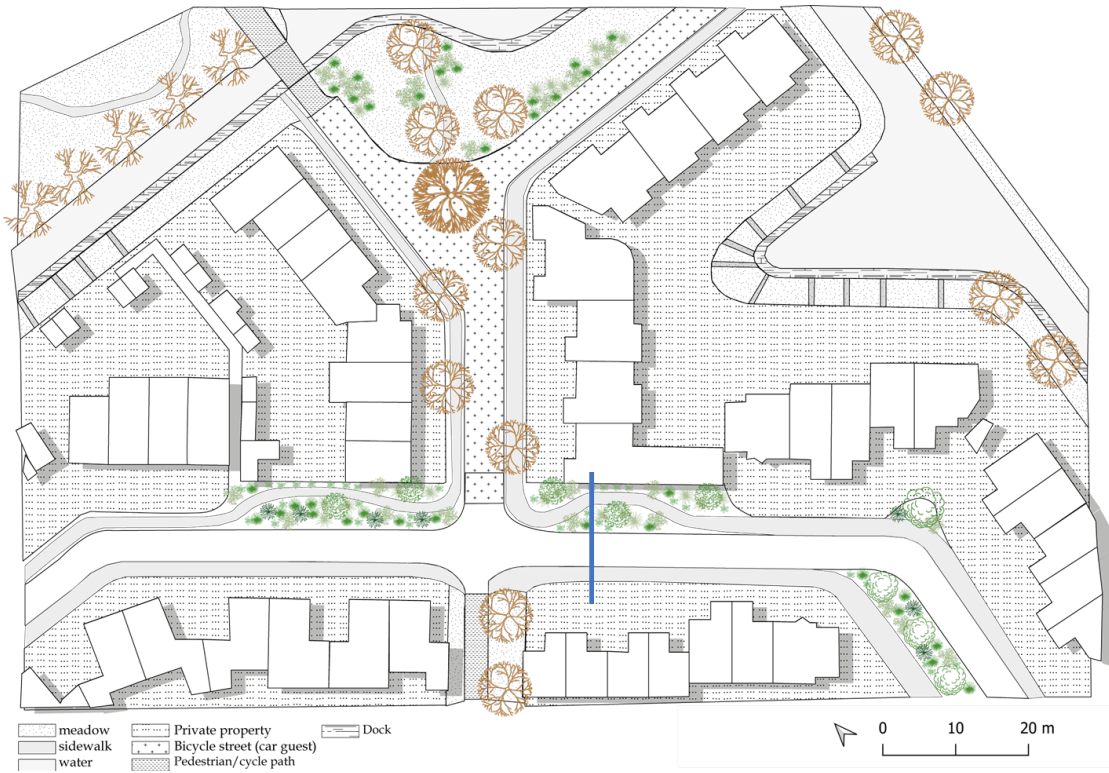 meadow
sidewalk
water
Private property
Bicycle street (car guest)
Pedestrian/cycle path
Dock
0 10 20 m